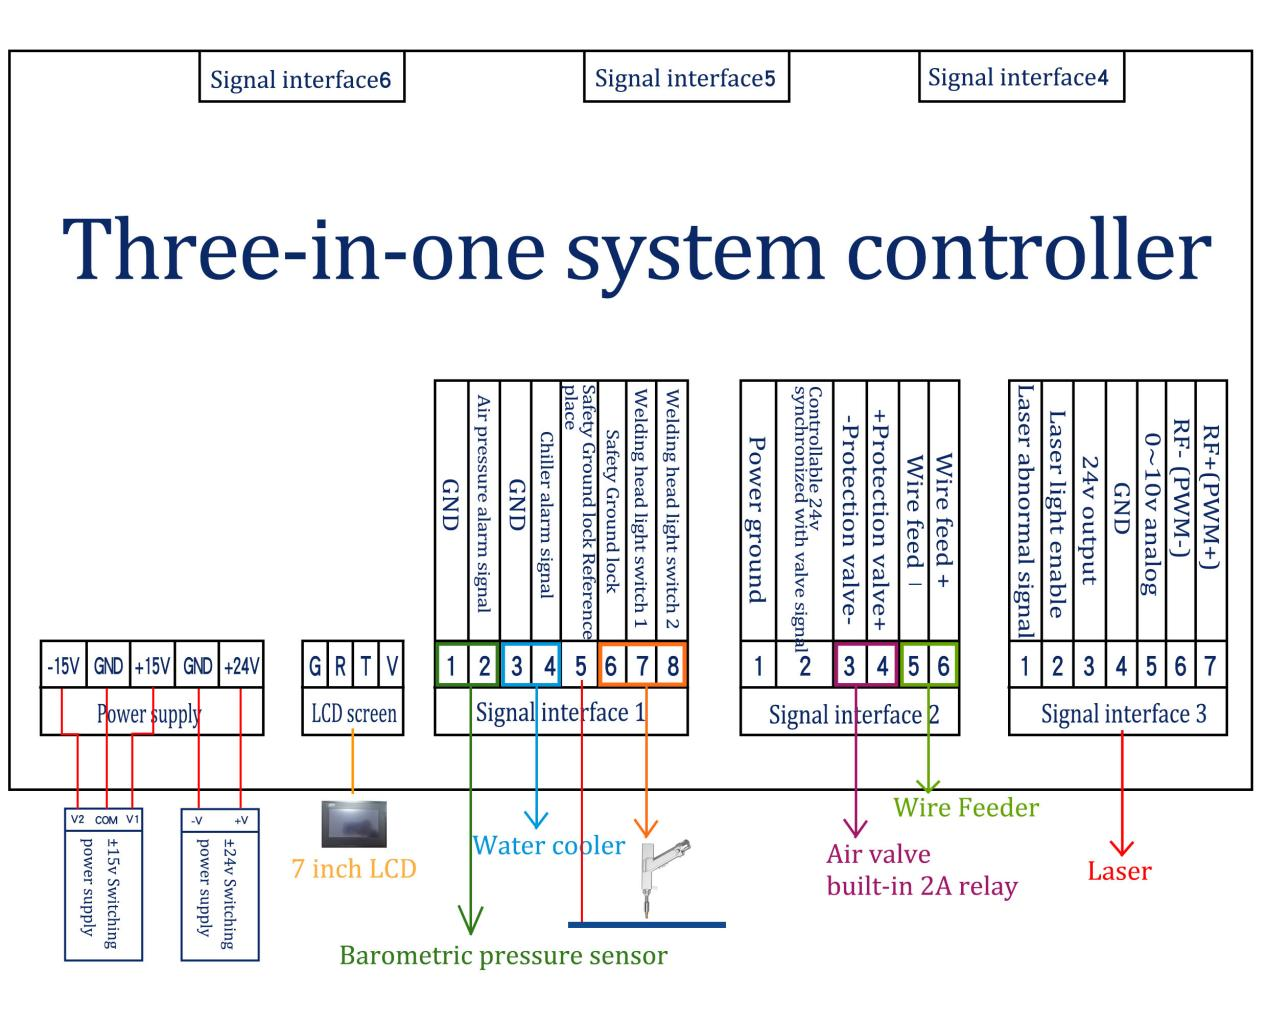 Signal interface6
Signal interface5
Signal interface4
Three-in-one system controller
GND
Air pressure alarm signal
GND
Chiller alarm signal
Safety Ground lock Reference
place
Safety Ground lock
Welding head light switch 1
Welding head light switch 2
Power ground
Controllable 24v
synchronized with valve signal
-Protection valve-
+Protection valve+
Wire feed -
Wire feed +
Laser abnormal signal
Laser light enable
24v output
GND
0~10v analog
RF- (PWM-)
RF+(PWM+)
-15V GND +15V GND +24V
G R T V
1 2 3 4 5 6 7 8
1 2 3 4 5 6
1 2 3 4 5 6 7
Power supply
LCD screen
Signal interface 1
Signal interface 2
Signal interface 3
V2 COM V1
±15v Switching
power supply
-V +V
±24v Switching
power supply
7 inch LCD
Water cooler
Barometric pressure sensor
Wire Feeder
Air valve
built-in 2A relay
Laser